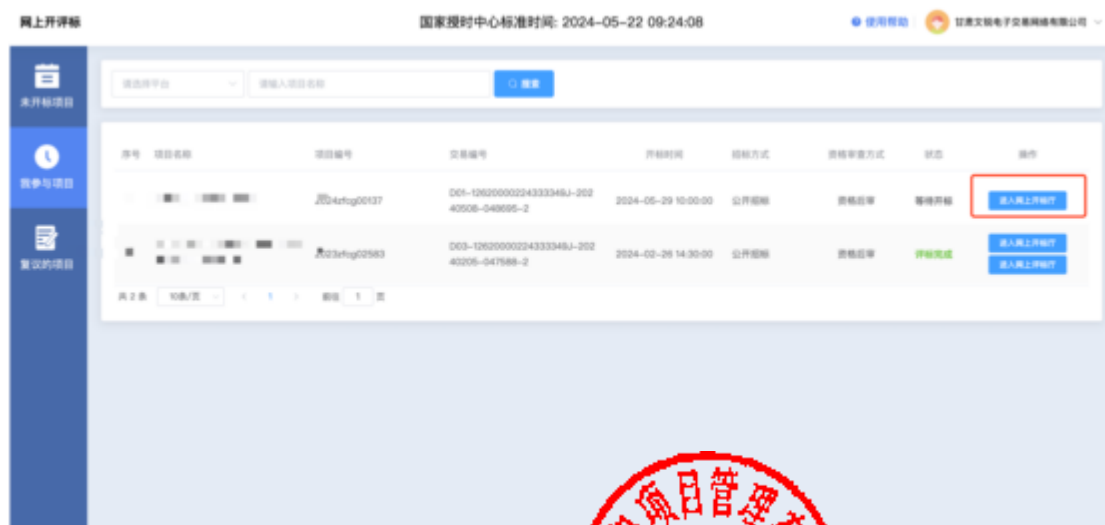 网上开评标
国家授时中心标准时间: 2024-05-22 09:24:08
使用帮助
甘肃文锐电子交易网络有限公司
未开标项目
请选择平台
请输入项目名称
搜索
我参与项目
序号 项目名称 项目编号 交易编号 开标时间 招标方式 资格审查方式 状态 操作
D01-12620000224333349J-202
40508-048695-2
2024-05-29 10:00:00 公开招标 资格后审 等待开标 进入网上开标厅
复议的项目
D03-12620000224333349J-202
40205-047588-2
2024-02-26 14:30:00 公开招标 资格后审 评标完成 进入网上开标厅
进入网上评标厅
共 2 条 10条/页 1 前往 1 页
项目管理